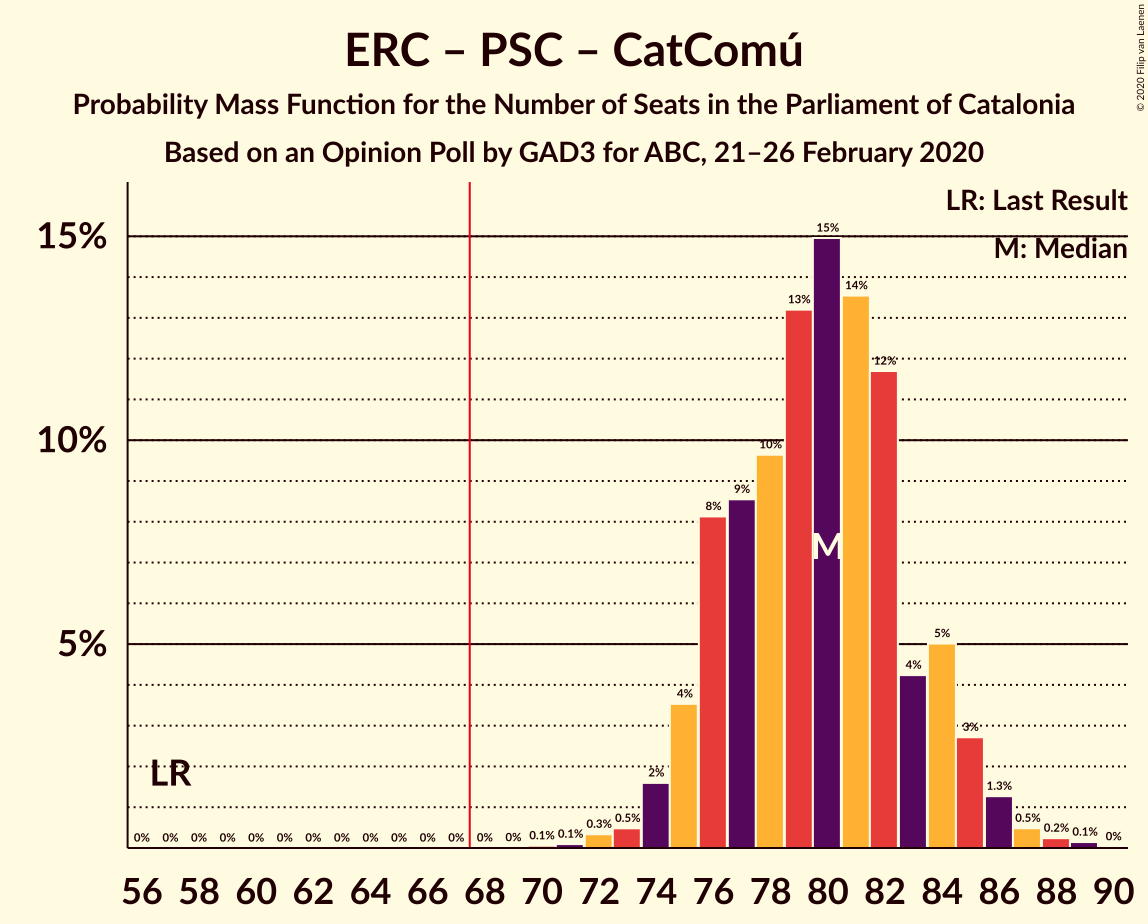 ERC – PSC – CatComú
Probability Mass Function for the Number of Seats in the Parliament of Catalonia
Based on an Opinion Poll by GAD3 for ABC, 21–26 February 2020
© 2020 Filip van Laenen
LR: Last Result
M: Median
15%
10%
5%
LR
M
0% 0% 0% 0% 0% 0% 0% 0% 0% 0% 0% 0% 0% 0% 0.1% 0.1% 0.3% 0.5% 2% 4% 8% 9% 10% 13% 15% 14% 12% 4% 5% 3% 1.3% 0.5% 0.2% 0.1% 0%
56 58 60 62 64 66 68 70 72 74 76 78 80 82 84 86 88 90